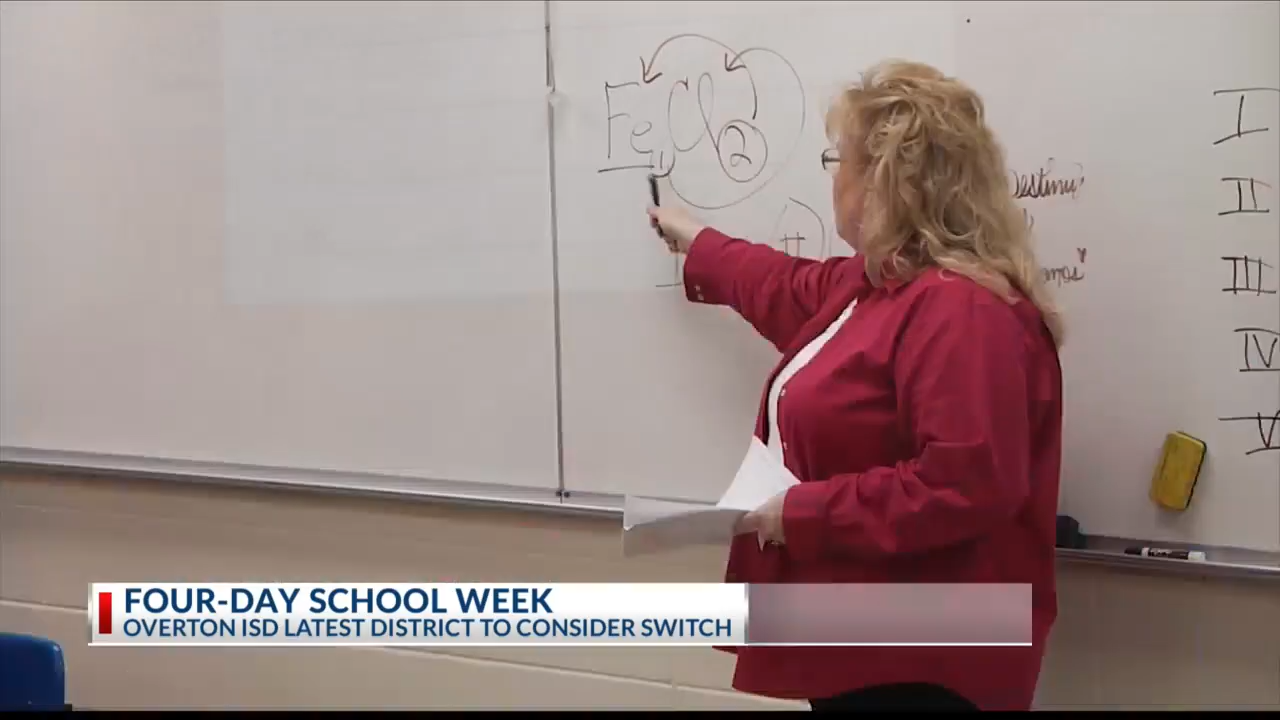 FeCl2
I
II
III
IV
V
FOUR-DAY SCHOOL WEEK
OVERTON ISD LATEST DISTRICT TO CONSIDER SWITCH